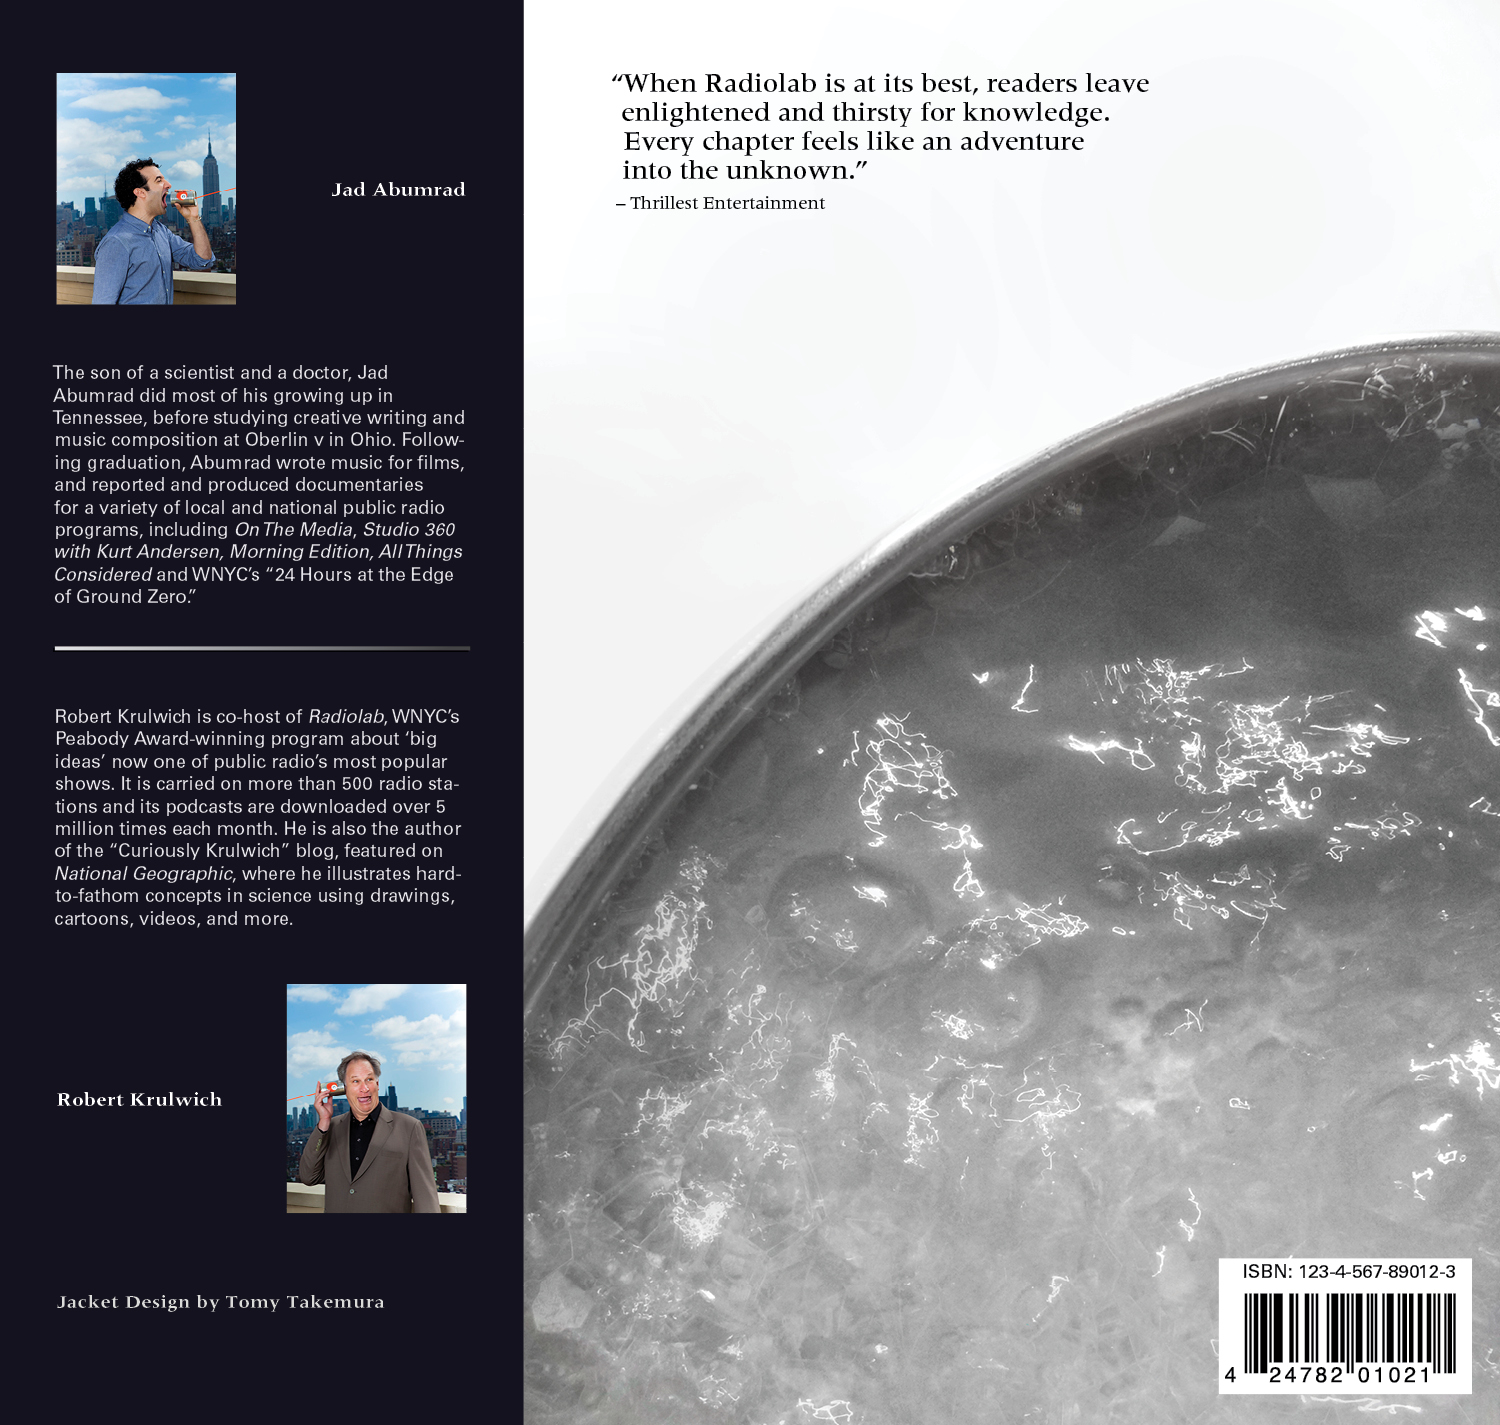 Jad Abumrad
The son of a scientist and a doctor, Jad
Abumrad did most of his growing up in
Tennessee, before studying creative writing and
music composition at Oberlin v in Ohio. Follow-
ing graduation, Abumrad wrote music for films,
and reported and produced documentaries
for a variety of local and national public radio
programs, including On The Media, Studio 360
with Kurt Andersen, Morning Edition, All Things
Considered and WNYC’s “24 Hours at the Edge
of Ground Zero.”
Robert Krulwich is co-host of Radiolab, WNYC’s
Peabody Award-winning program about ‘big
ideas’ now one of public radio’s most popular
shows. It is carried on more than 500 radio sta-
tions and its podcasts are downloaded over 5
million times each month. He is also the author
of the “Curiously Krulwich” blog, featured on
National Geographic, where he illustrates hard-
to-fathom concepts in science using drawings,
cartoons, videos, and more.
Robert Krulwich
Jacket Design by Tomy Takemura
“When Radiolab is at its best, readers leave
enlightened and thirsty for knowledge.
Every chapter feels like an adventure
into the unknown.”
– Thrillest Entertainment
ISBN: 123-4-567-89012-3
4 24782 01021